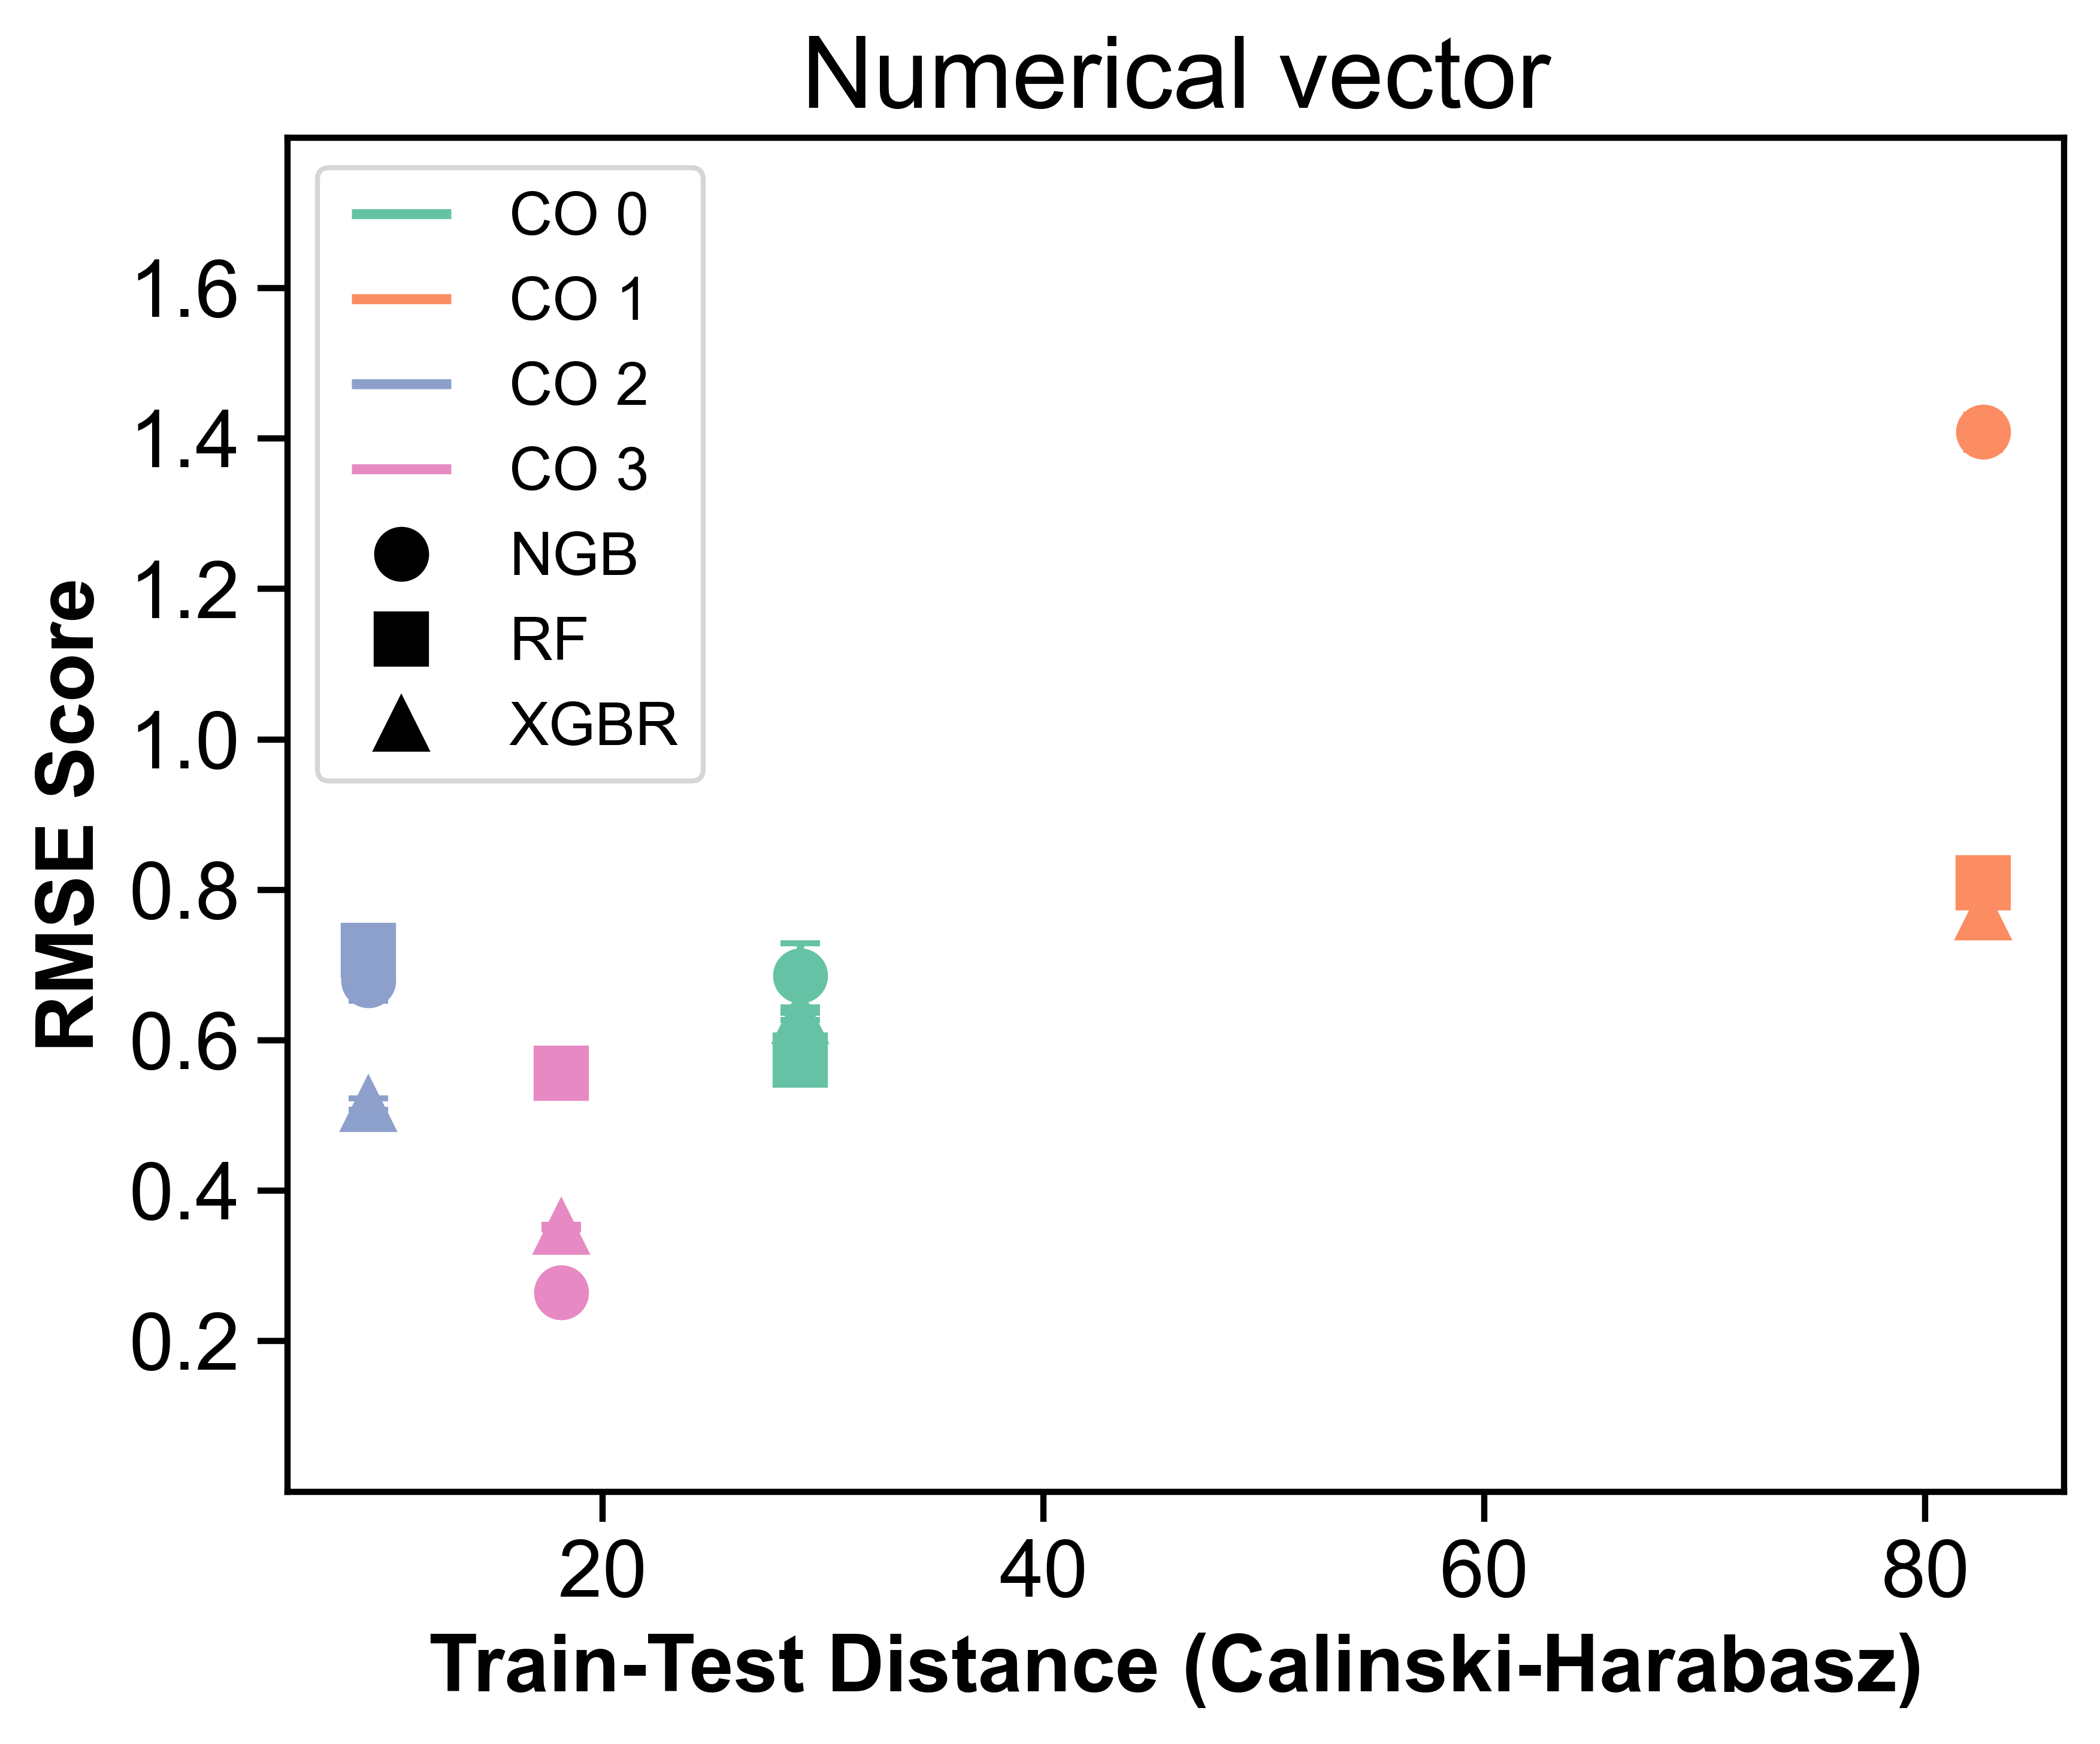 Numerical vector
CO 0
CO 1
CO 2
CO 3
NGB
RF
XGBR
RMSE Score
1.6
1.4
1.2
1.0
0.8
0.6
0.4
0.2
20 40 60 80
Train-Test Distance (Calinski-Harabasz)